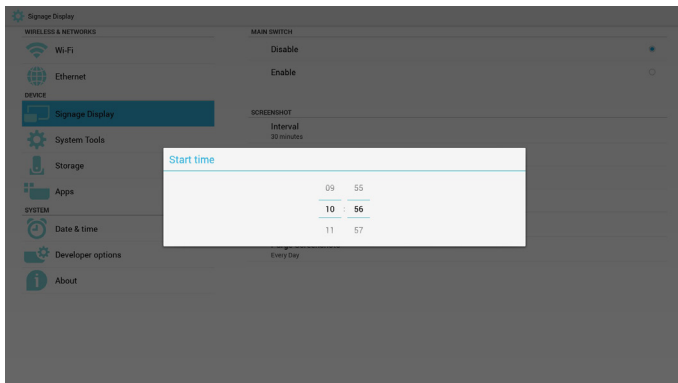 Signage Display
WIRELESS & NETWORKS
Wi-Fi
Ethernet
DEVICE
Signage Display
System Tools
Storage
Apps
SYSTEM
Date & time
Developer options
About
MAIN SWITCH
Disable
Enable
SCREENSHOT
Interval
30 minutes
Start time
09 55
10 : 56
11 57
Every Day